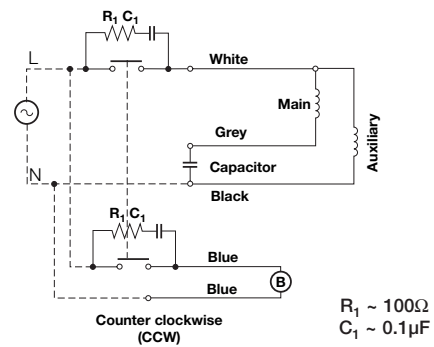 R1 C1
L
White
Main
Auxiliary
Grey
Capacitor
N
Black
R1 C1
Blue
B
Blue
R1 ~ 100Ω
C1 ~ 0.1µF
Counter clockwise
(CCW)